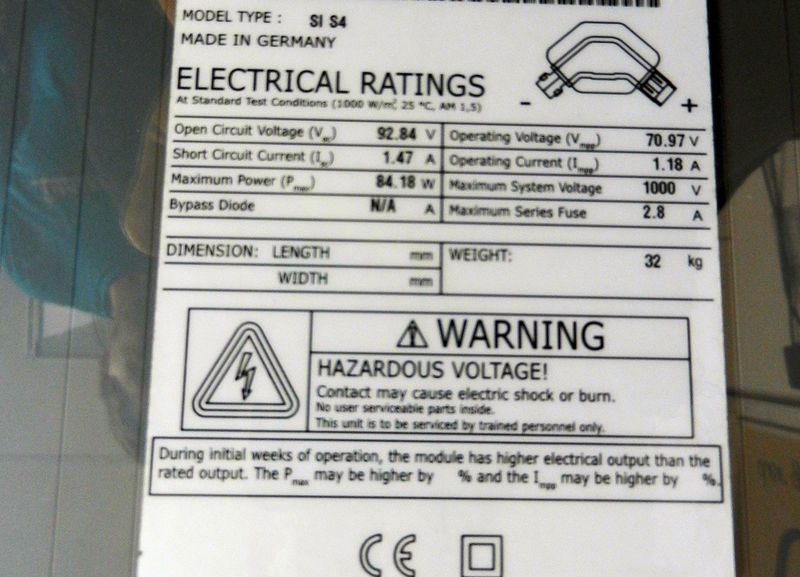 MODEL TYPE : SI S4
MADE IN GERMANY
- +
ELECTRICAL RATINGS
At Standard Test Conditions (1000 W/m², 25 °C, AM 1,5)
Open Circuit Voltage (Voc) 92.84 V Operating Voltage (Vmpp) 70.97 V
Short Circuit Current (Isc) 1.47 A Operating Current (Impp) 1.18 A
Maximum Power (Pmax) 84.18 W Maximum System Voltage 1000 V
Bypass Diode N/A A Maximum Series Fuse 2.8 A
DIMENSION: LENGTH mm WEIGHT: 32 kg
WIDTH mm
WARNING
HAZARDOUS VOLTAGE!
Contact may cause electric shock or burn.
No user serviceable parts inside.
This unit is to be serviced by trained personnel only.
During initial weeks of operation, the module has higher electrical output than the
rated output. The Pmax may be higher by % and the Impp may be higher by %.
CE